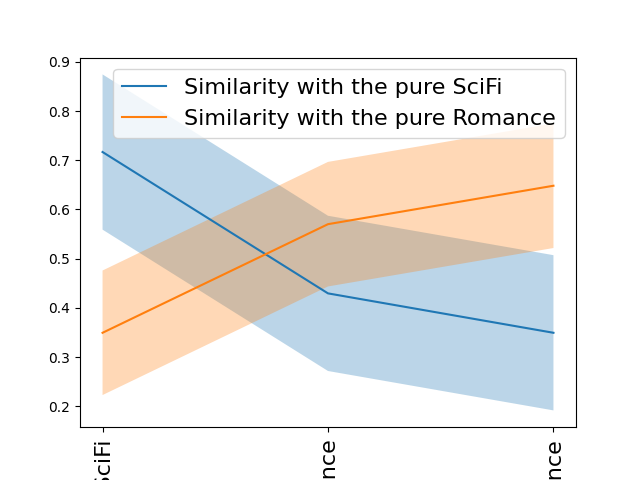 Similarity with the pure SciFi
Similarity with the pure Romance
0.9
0.8
0.7
0.6
0.5
0.4
0.3
0.2
SciFi
nce
nce